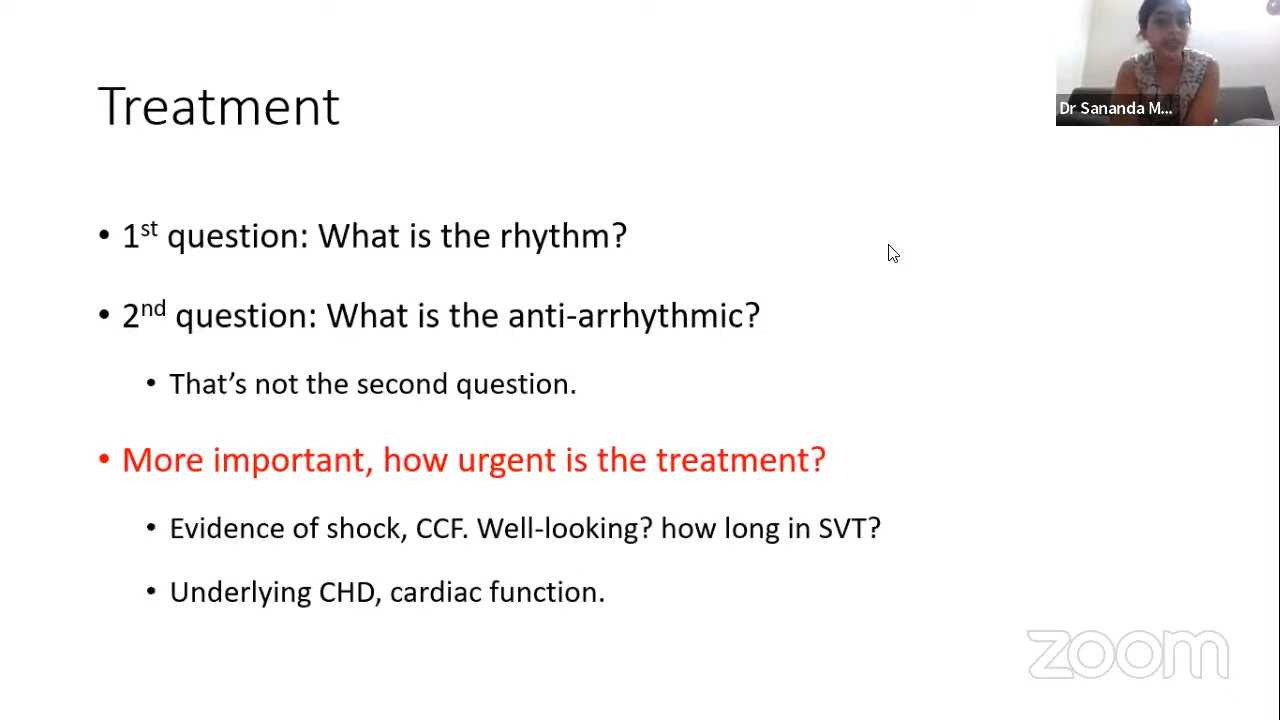 Dr Sananda M...
Treatment
• 1st question: What is the rhythm?
• 2nd question: What is the anti-arrhythmic?
• That's not the second question.
• More important, how urgent is the treatment?
• Evidence of shock, CCF. Well-looking? how long in SVT?
• Underlying CHD, cardiac function.
zoom